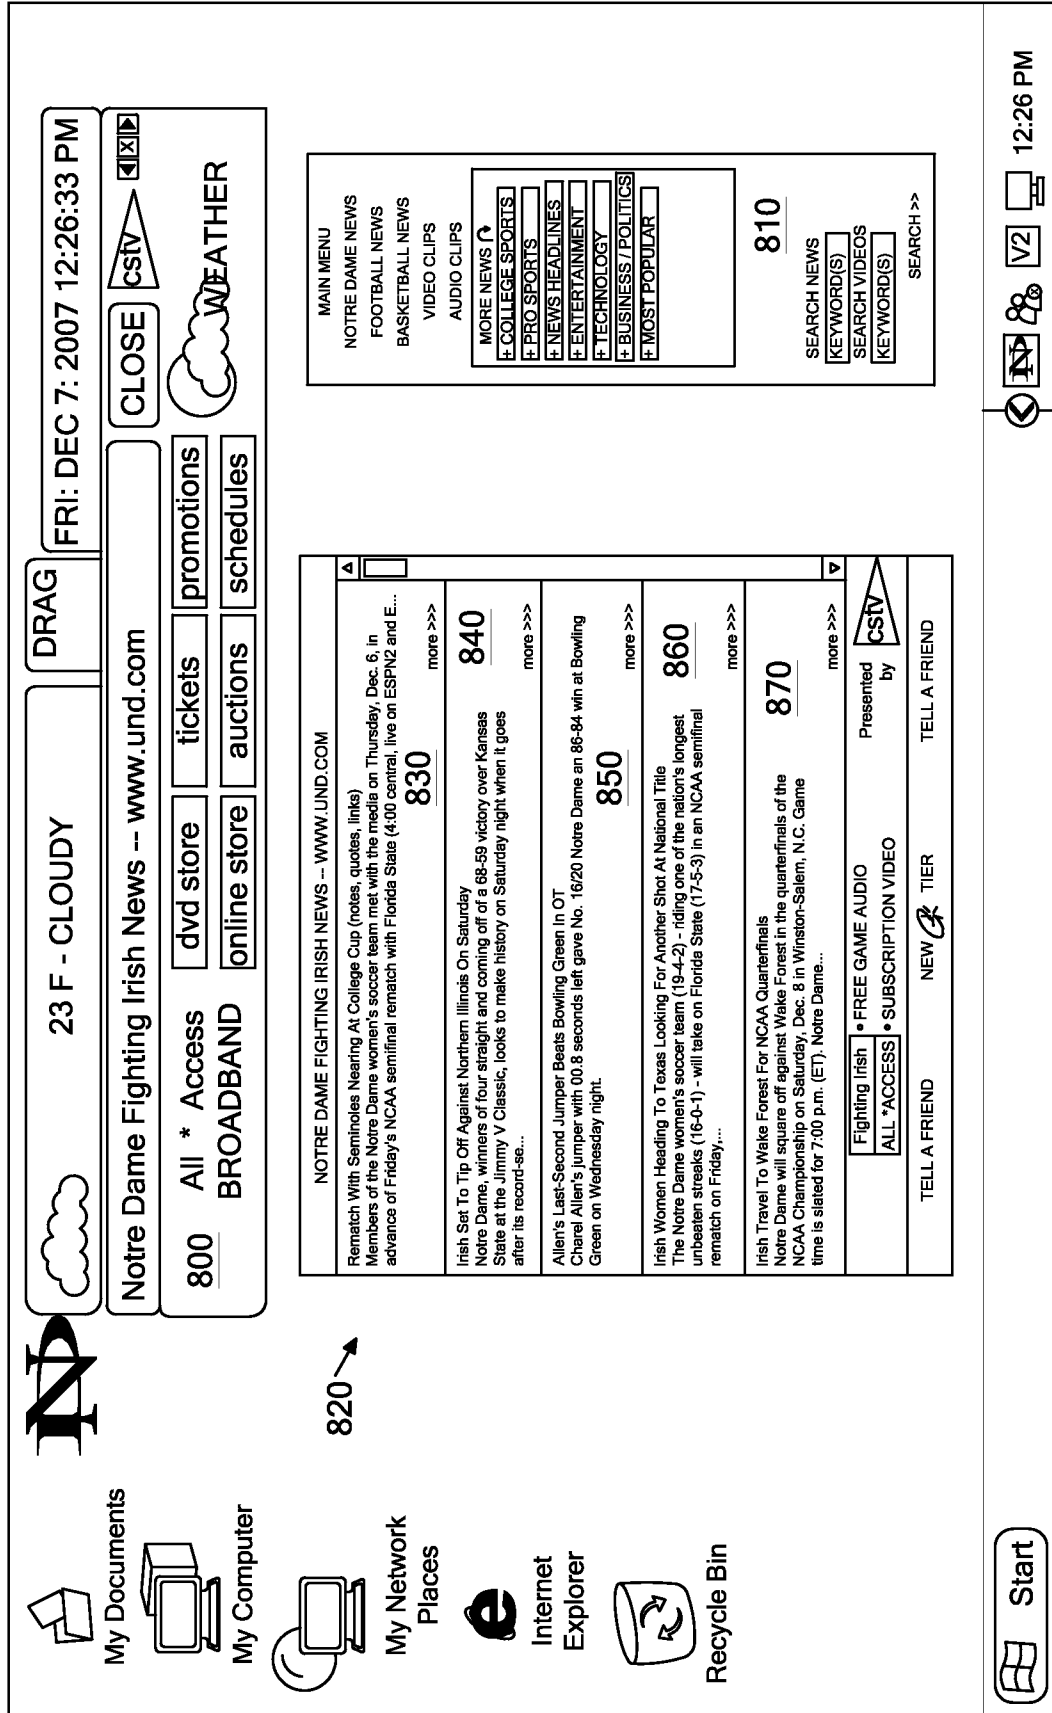 My Documents
My Computer
My Network
Places
Internet
Explorer
Recycle Bin
ND
23 F - CLOUDY
DRAG
FRI: DEC 7: 2007 12:26:33 PM
Notre Dame Fighting Irish News -- www.und.com
CLOSE
cstv
X
800
All * Access
BROADBAND
dvd store
tickets
promotions
online store
auctions
schedules
WEATHER
820
NOTRE DAME FIGHTING IRISH NEWS -- WWW.UND.COM
Rematch With Seminoles Nearing At College Cup (notes, quotes, links)
Members of the Notre Dame women's soccer team met with the media on Thursday, Dec. 6, in
advance of Friday's NCAA semifinal rematch with Florida State (4:00 central, live on ESPN2 and E...
830
more >>>
Irish Set To Tip Off Against Northern Illinois On Saturday
Notre Dame, winners of four straight and coming off of a 68-59 victory over Kansas
State at the Jimmy V Classic, looks to make history on Saturday night when it goes
after its record-se...
840
more >>>
Allen's Last-Second Jumper Beats Bowling Green In OT
Charel Allen's jumper with 00.8 seconds left gave No. 16/20 Notre Dame an 86-84 win at Bowling
Green on Wednesday night.
850
more >>>
Irish Women Heading To Texas Looking For Another Shot At National Title
The Notre Dame women's soccer team (19-4-2) - riding one of the nation's longest
unbeaten streaks (16-0-1) - will take on Florida State (17-5-3) in an NCAA semifinal
rematch on Friday,...
860
more >>>
Irish Travel To Wake Forest For NCAA Quarterfinals
Notre Dame will square off against Wake Forest in the quarterfinals of the
NCAA Championship on Saturday, Dec. 8 in Winston-Salem, N.C. Game
time is slated for 7:00 p.m. (ET). Notre Dame...
870
more >>>
Fighting Irish
ALL *ACCESS
• FREE GAME AUDIO
• SUBSCRIPTION VIDEO
Presented
by
cstv
TELL A FRIEND
NEW TIER
TELL A FRIEND
MAIN MENU
NOTRE DAME NEWS
FOOTBALL NEWS
BASKETBALL NEWS
VIDEO CLIPS
AUDIO CLIPS
MORE NEWS
+ COLLEGE SPORTS
+ PRO SPORTS
+ NEWS HEADLINES
+ ENTERTAINMENT
+ TECHNOLOGY
+ BUSINESS / POLITICS
+ MOST POPULAR
810
SEARCH NEWS
KEYWORD(S)
SEARCH VIDEOS
KEYWORD(S)
SEARCH >>
Start
ND
V2
12:26 PM